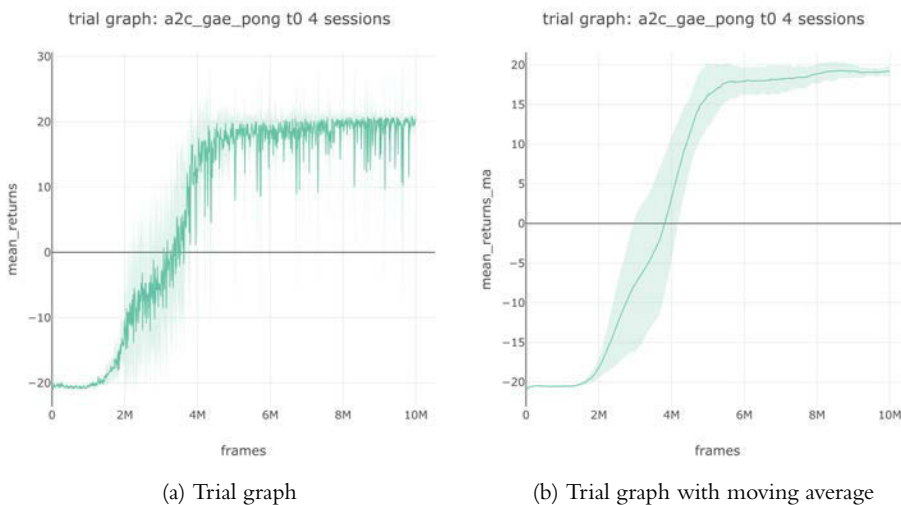 trial graph: a2c_gae_pong t0 4 sessions
30
20
10
0
−10
−20
mean_returns
0
2M
4M
6M
8M
10M
frames
(a) Trial graph
trial graph: a2c_gae_pong t0 4 sessions
20
15
10
5
0
−5
−10
−15
−20
mean_returns_ma
0
2M
4M
6M
8M
10M
frames
(b) Trial graph with moving average